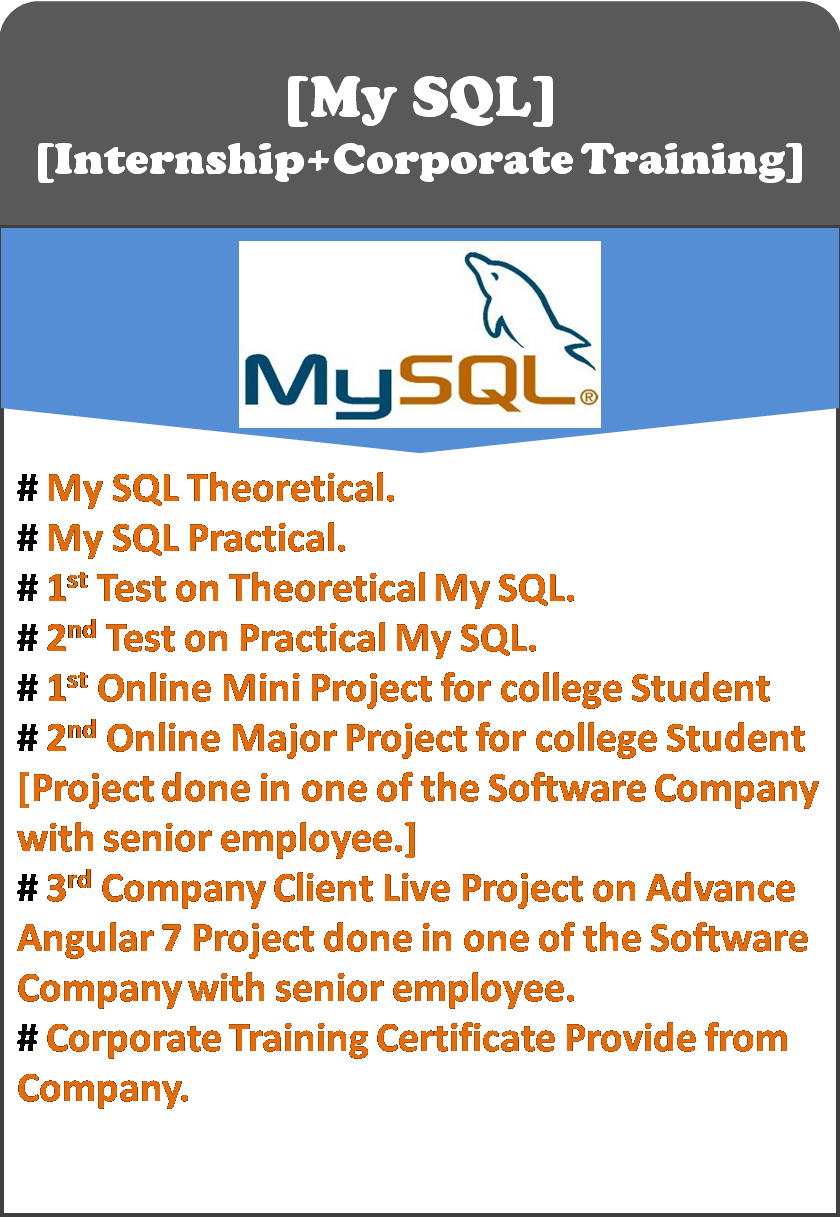 [My SQL]
[Internship+Corporate Training]
MySQL®
# My SQL Theoretical.
# My SQL Practical.
# 1st Test on Theoretical My SQL.
# 2nd Test on Practical My SQL.
# 1st Online Mini Project for college Student
# 2nd Online Major Project for college Student
[Project done in one of the Software Company
with senior employee.]
# 3rd Company Client Live Project on Advance
Angular 7 Project done in one of the Software
Company with senior employee.
# Corporate Training Certificate Provide from
Company.